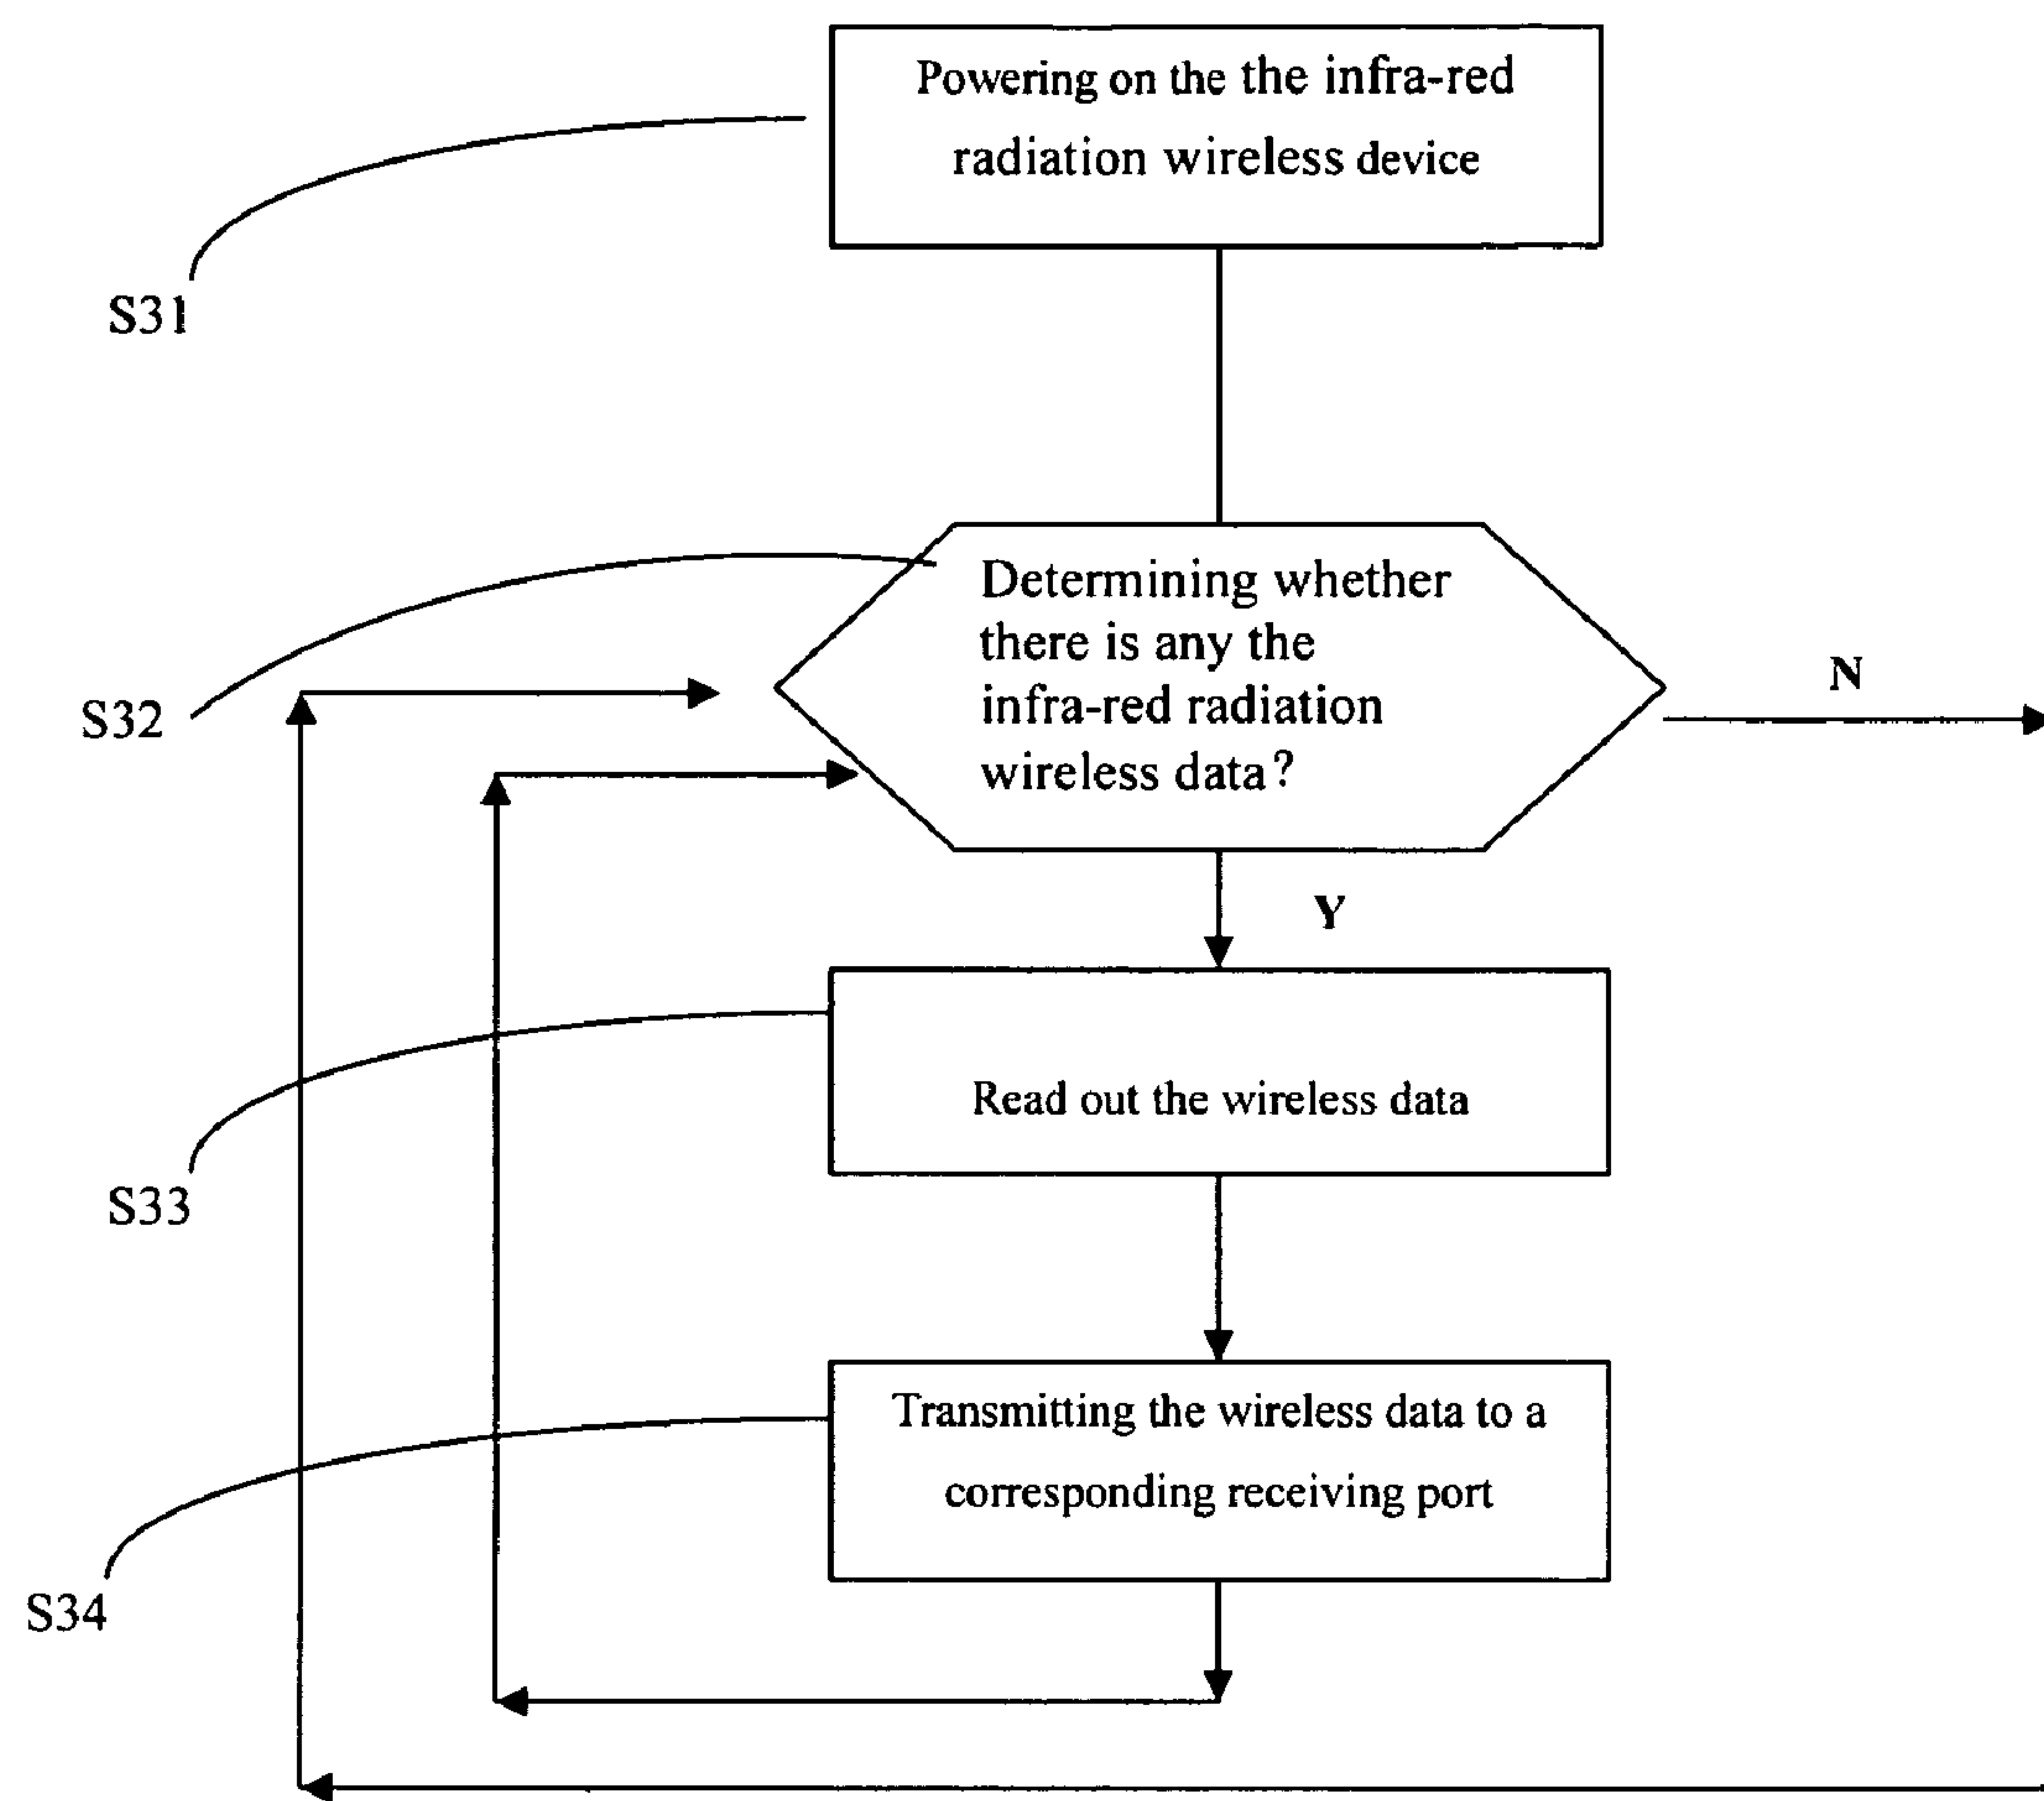 Powering on the the infra-red
radiation wireless device
S31
Determining whether
there is any the
infra-red radiation
wireless data?
S32
N
Y
Read out the wireless data
S33
Transmitting the wireless data to a
corresponding receiving port
S34